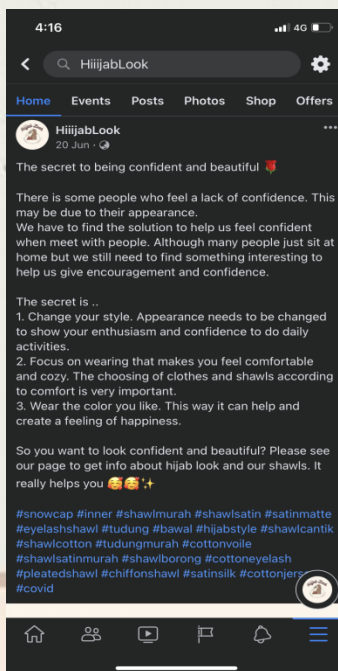 4:16
4G
HiiijabLook
Home Events Posts Photos Shop Offers
HiiijabLook
20 Jun ·
The secret to being confident and beautiful 🌹
There is some people who feel a lack of confidence. This
may be due to their appearance.
We have to find the solution to help us feel confident
when meet with people. Although many people just sit at
home but we still need to find something interesting to
help us give encouragement and confidence.
The secret is ..
1. Change your style. Appearance needs to be changed
to show your enthusiasm and confidence to do daily
activities.
2. Focus on wearing that makes you feel comfortable
and cozy. The choosing of clothes and shawls according
to comfort is very important.
3. Wear the color you like. This way it can help and
create a feeling of happiness.
So you want to look confident and beautiful? Please see
our page to get info about hijab look and our shawls. It
really helps you 🥰🥰✨
#snowcap #inner #shawlmurah #shawlsatin #satinmatte
#eyelashshawl #tudung #bawal #hijabstyle #shawlcantik
#shawlcotton #tudungmurah #cottonvoile
#shawlsatinmurah #shawlborong #cottoneyelash
#pleatedshawl #chiffonshawl #satinsilk
#covid